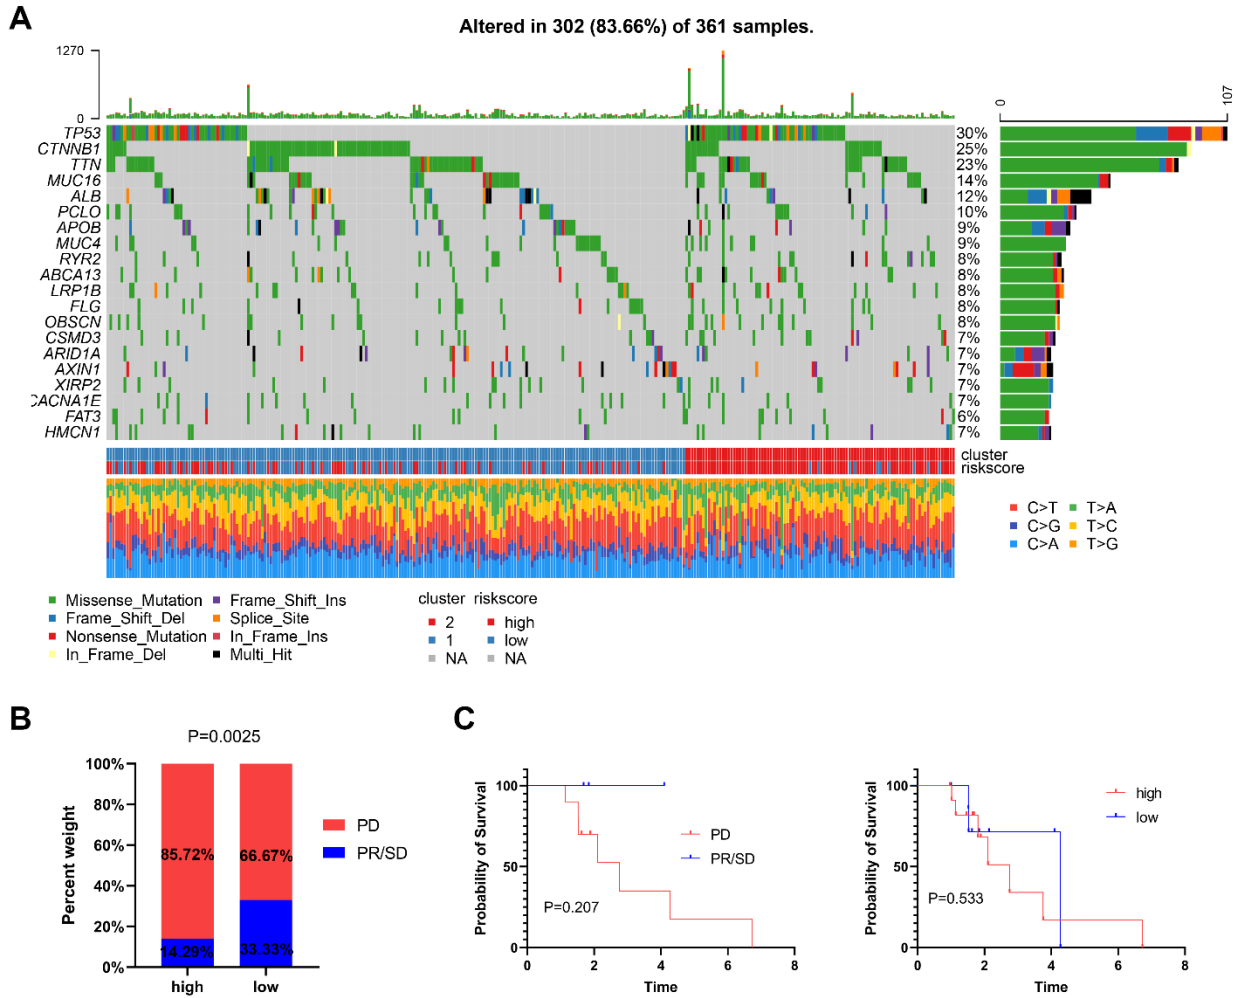 A
Altered in 302 (83.66%) of 361 samples.
1270
0
0
107
TP53 30%
CTNNB1 25%
TTN 23%
MUC16 14%
ALB 12%
PCLO 10%
APOB 9%
MUC4 9%
RYR2 8%
ABCA13 8%
LRP1B 8%
FLG 8%
OBSCN 8%
CSMD3 7%
ARID1A 7%
AXIN1 7%
XIRP2 7%
CACNA1E 7%
FAT3 6%
HMCN1 7%
cluster
riskscore
C>T T>A
C>G T>C
C>A T>G
Missense_Mutation Frame_Shift_Ins
Frame_Shift_Del Splice_Site
Nonsense_Mutation In_Frame_Ins
In_Frame_Del Multi_Hit
cluster riskscore
2 high
1 low
NA NA
B
P=0.0025
Percent weight
100%
80%
60%
40%
20%
0%
85.72% 66.67%
14.29% 33.33%
high low
PD
PR/SD
C
Probability of Survival
100
50
0
0 2 4 6 8
Time
PD
PR/SD
P=0.207
Probability of Survival
100
50
0
0 2 4 6 8
Time
high
low
P=0.533